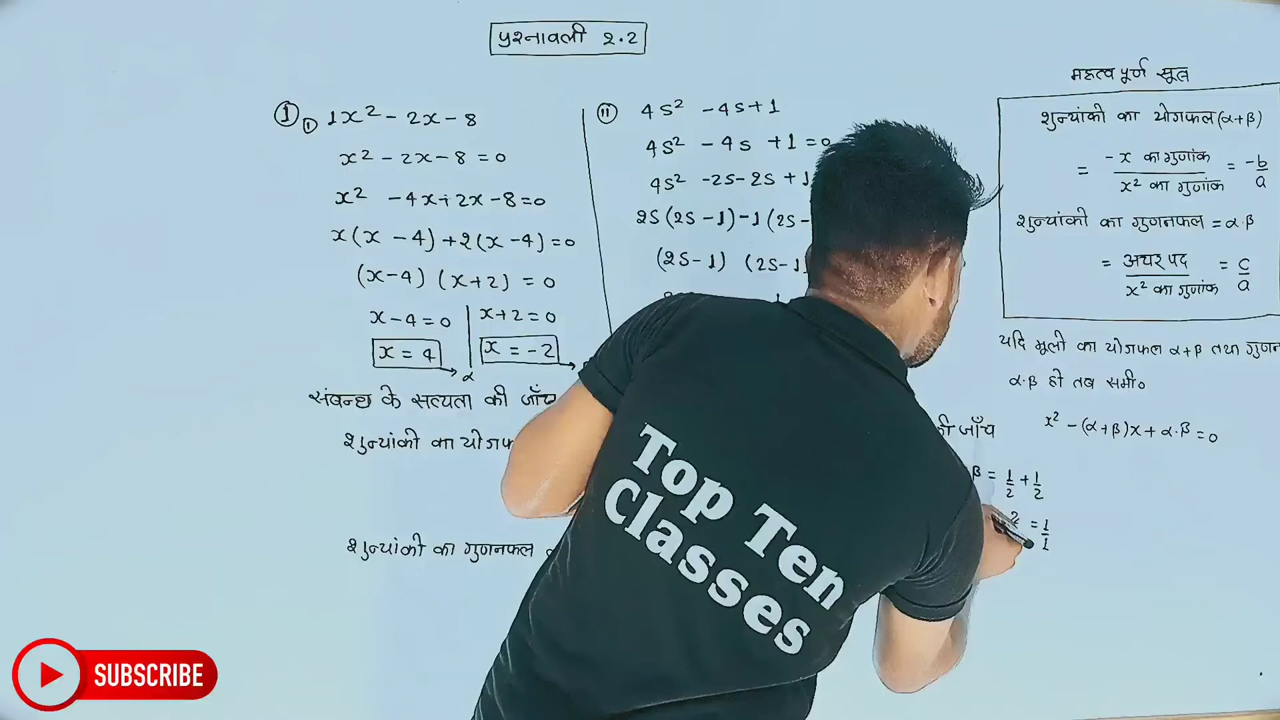 प्रश्नावली 2.2
① (i) 1x² - 2x - 8
x² - 2x - 8 = 0
x² - 4x + 2x - 8 = 0
x(x - 4) + 2(x - 4) = 0
(x-4) (x+2) = 0
x - 4 = 0 x + 2 = 0
x = 4 x = -2
α
संबन्ध के सत्यता की जाँच
शुन्यांको का
शुन्यांको का गुणनफल
(ii) 4s² - 4s + 1
4s² - 4s + 1 = 0
4s² - 2s - 2s + 1
2s(2s - 1) - 1(2s -
(2s - 1) (2s - 1
जाँच
β = 1/2 + 1/2
2 = 1/1
महत्वपूर्ण सूत्र
शुन्यांको का योगफल (α+β)
= -x का गुणांक / x² का गुणांक = -b/a
शुन्यांको का गुणनफल = α·β
= अचर पद / x² का गुणांक = c/a
यदि मूलो का योगफल α+β तथा
α·β हो तब समी०
x² - (α+β)x + α·β = 0
Top Ten
Classes
SUBSCRIBE